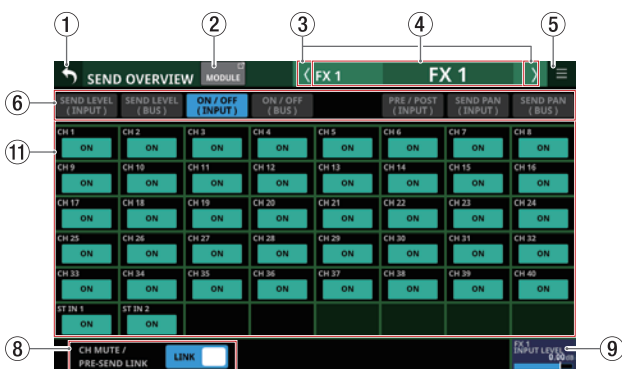 1 2 3 4 5
SEND OVERVIEW MODULE FX 1 FX 1
6
SEND LEVEL SEND LEVEL ON / OFF ON / OFF PRE / POST SEND PAN SEND PAN
( INPUT ) ( BUS ) ( INPUT ) ( BUS ) ( INPUT ) ( INPUT ) ( BUS )
11
CH 1 CH 2 CH 3 CH 4 CH 5 CH 6 CH 7 CH 8
ON ON ON ON ON ON ON ON
CH 9 CH 10 CH 11 CH 12 CH 13 CH 14 CH 15 CH 16
ON ON ON ON ON ON ON ON
CH 17 CH 18 CH 19 CH 20 CH 21 CH 22 CH 23 CH 24
ON ON ON ON ON ON ON ON
CH 25 CH 26 CH 27 CH 28 CH 29 CH 30 CH 31 CH 32
ON ON ON ON ON ON ON ON
CH 33 CH 34 CH 35 CH 36 CH 37 CH 38 CH 39 CH 40
ON ON ON ON ON ON ON ON
ST IN 1 ST IN 2
ON ON
8 9
CH MUTE /
PRE-SEND LINK LINK
FX 1
INPUT LEVEL
0.00 dB